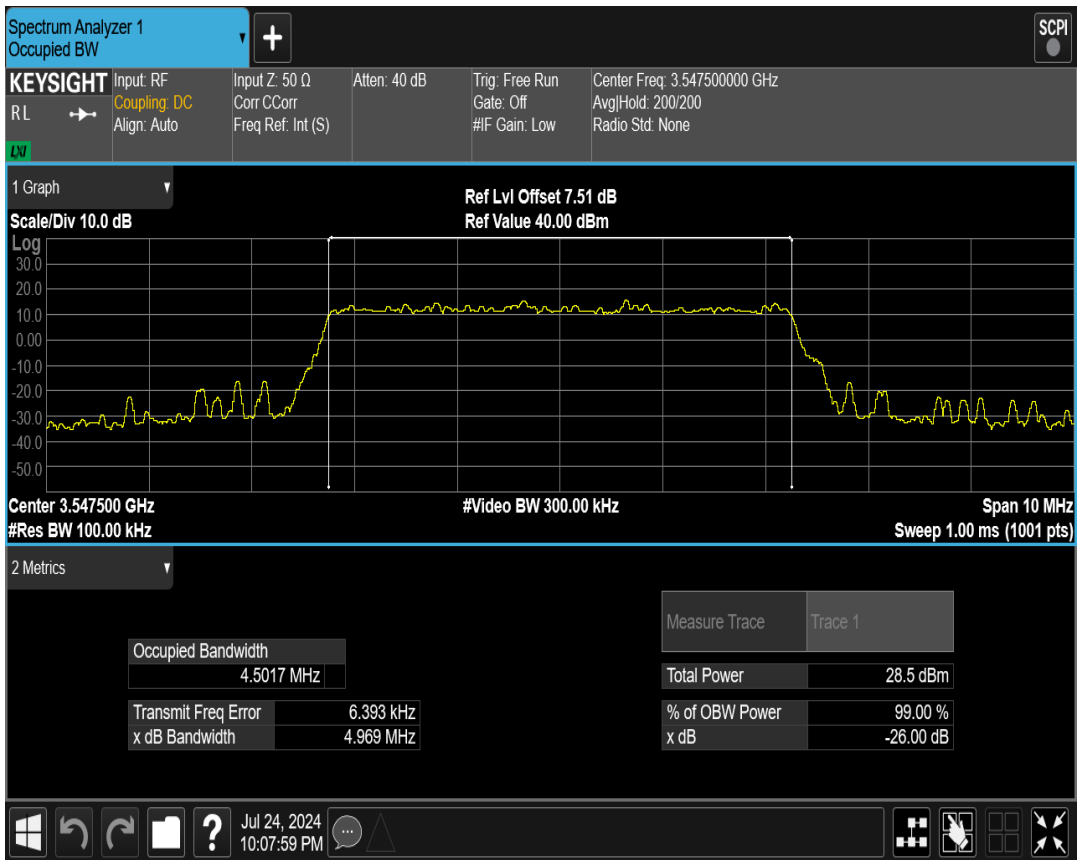 Spectrum Analyzer 1
Occupied BW
+
SCPI
KEYSIGHT
RL
LXI
Input: RF
Coupling: DC
Align: Auto
Input Z: 50 Ω
Corr CCorr
Freq Ref: Int (S)
Atten: 40 dB
Trig: Free Run
Gate: Off
#IF Gain: Low
Center Freq: 3.547500000 GHz
Avg|Hold: 200/200
Radio Std: None
1 Graph
Ref Lvl Offset 7.51 dB
Scale/Div 10.0 dB
Ref Value 40.00 dBm
Log
30.0
20.0
10.0
0.00
-10.0
-20.0
-30.0
-40.0
-50.0
Center 3.547500 GHz
#Video BW 300.00 kHz
Span 10 MHz
#Res BW 100.00 kHz
Sweep 1.00 ms (1001 pts)
2 Metrics
Measure Trace Trace 1
Occupied Bandwidth
4.5017 MHz
Total Power 28.5 dBm
Transmit Freq Error 6.393 kHz
% of OBW Power 99.00 %
x dB Bandwidth 4.969 MHz
x dB -26.00 dB
?
Jul 24, 2024
10:07:59 PM